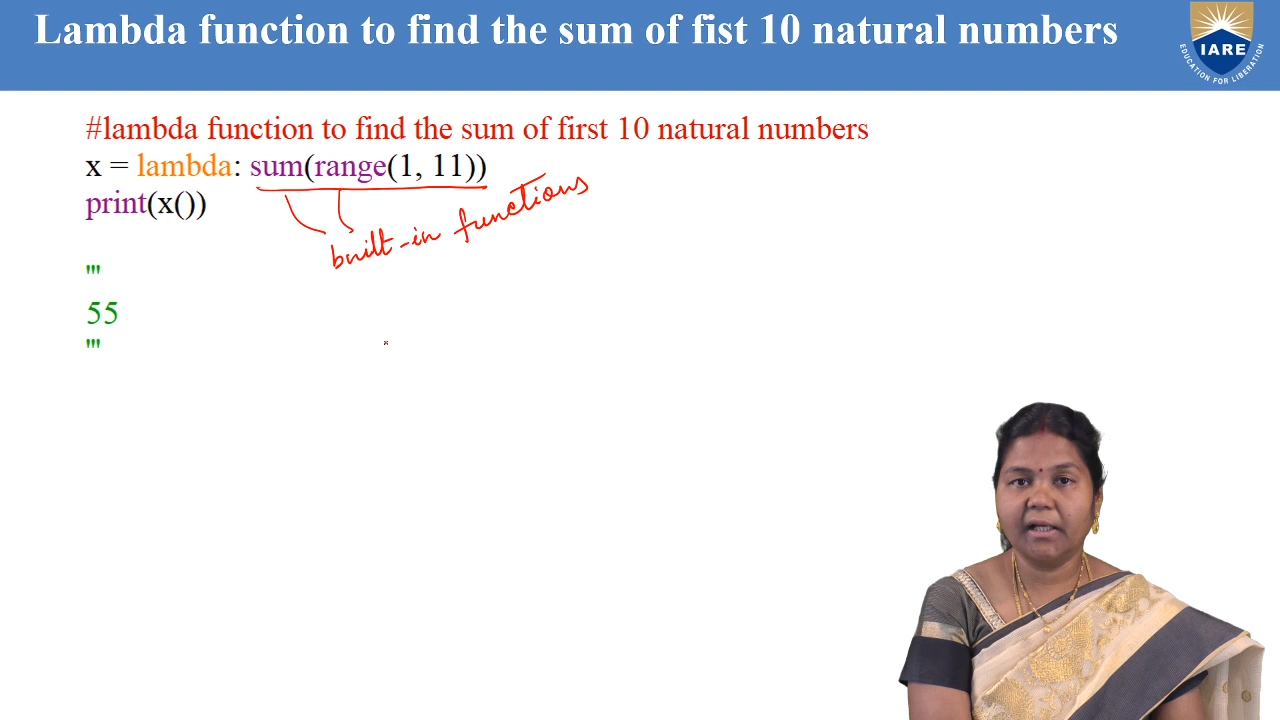 Lambda function to find the sum of fist 10 natural numbers
IARE
EDUCATION FOR LIBERATION
#lambda function to find the sum of first 10 natural numbers
x = lambda: sum(range(1, 11))
print(x())
built-in functions
'''
55
'''